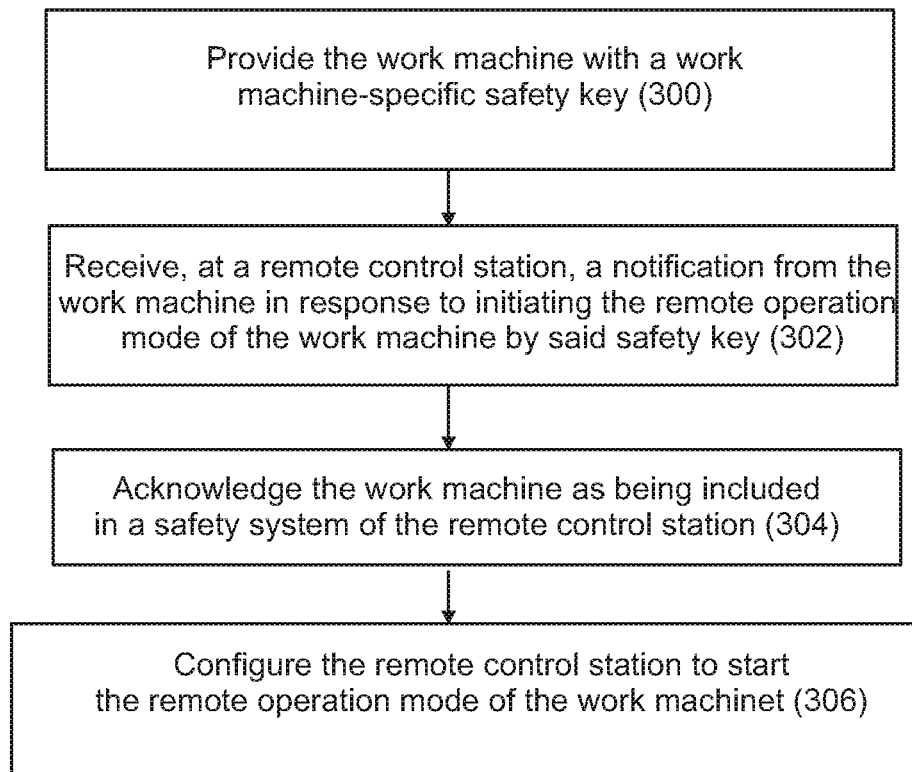 Provide the work machine with a work
machine-specific safety key (300)
Receive, at a remote control station, a notification from the
work machine in response to initiating the remote operation
mode of the work machine by said safety key (302)
Acknowledge the work machine as being included
in a safety system of the remote control station (304)
Configure the remote control station to start
the remote operation mode of the work machinet (306)